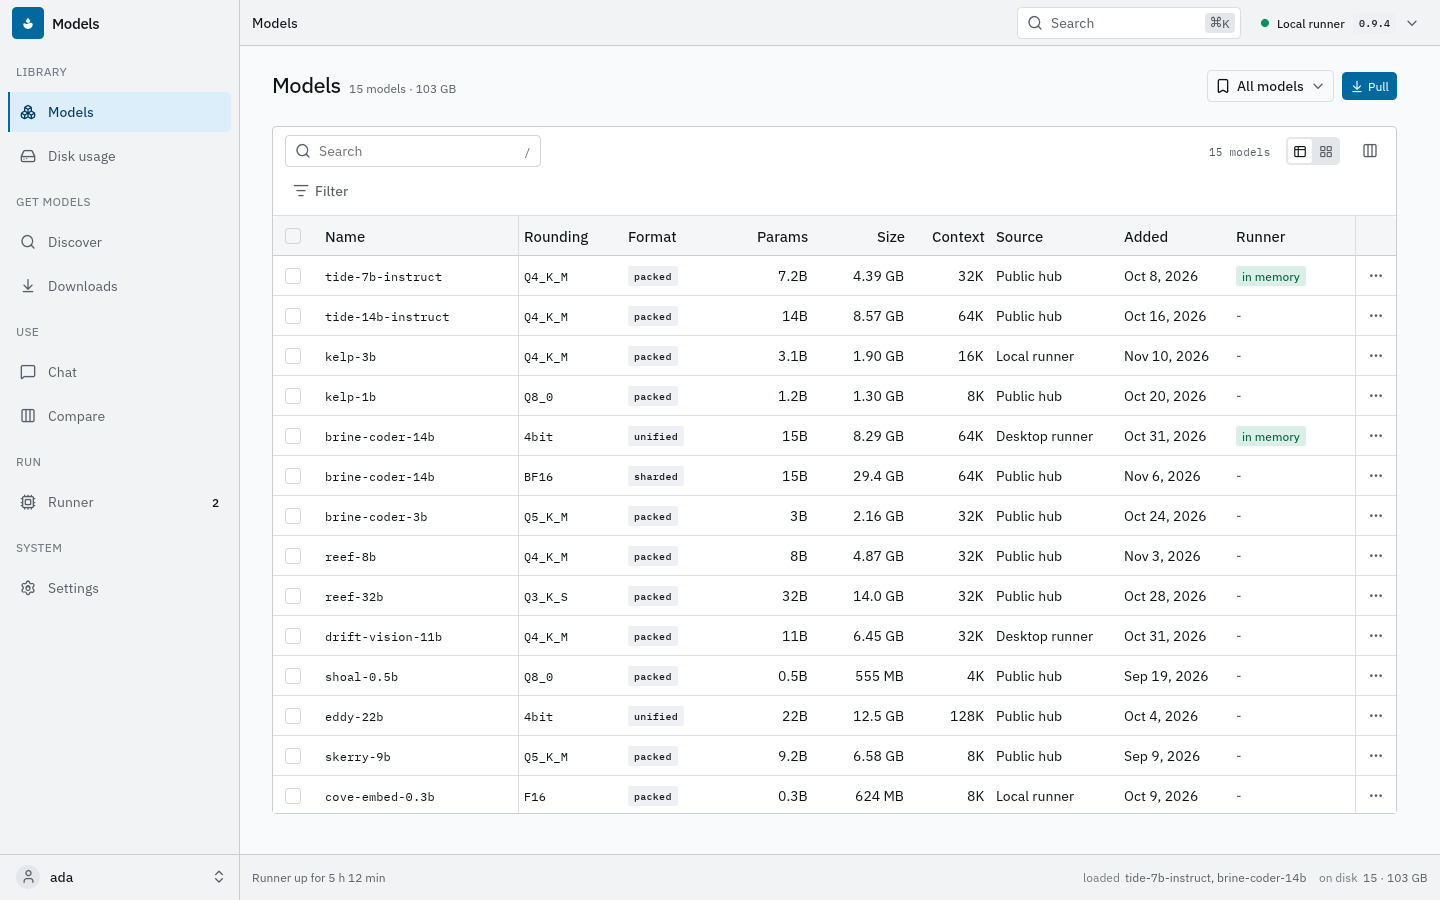 Models
LIBRARY
Models
Disk usage
GET MODELS
Discover
Downloads
USE
Chat
Compare
RUN
Runner 2
SYSTEM
Settings
ada
Models
Search ⌘K
Local runner 0.9.4
Models 15 models · 103 GB
All models
Pull
Search /
15 models
Filter
Name Rounding Format Params Size Context Source Added Runner
tide-7b-instruct Q4_K_M packed 7.2B 4.39 GB 32K Public hub Oct 8, 2026 in memory
tide-14b-instruct Q4_K_M packed 14B 8.57 GB 64K Public hub Oct 16, 2026 -
kelp-3b Q4_K_M packed 3.1B 1.90 GB 16K Local runner Nov 10, 2026 -
kelp-1b Q8_0 packed 1.2B 1.30 GB 8K Public hub Oct 20, 2026 -
brine-coder-14b 4bit unified 15B 8.29 GB 64K Desktop runner Oct 31, 2026 in memory
brine-coder-14b BF16 sharded 15B 29.4 GB 64K Public hub Nov 6, 2026 -
brine-coder-3b Q5_K_M packed 3B 2.16 GB 32K Public hub Oct 24, 2026 -
reef-8b Q4_K_M packed 8B 4.87 GB 32K Public hub Nov 3, 2026 -
reef-32b Q3_K_S packed 32B 14.0 GB 32K Public hub Oct 28, 2026 -
drift-vision-11b Q4_K_M packed 11B 6.45 GB 32K Desktop runner Oct 31, 2026 -
shoal-0.5b Q8_0 packed 0.5B 555 MB 4K Public hub Sep 19, 2026 -
eddy-22b 4bit unified 22B 12.5 GB 128K Public hub Oct 4, 2026 -
skerry-9b Q5_K_M packed 9.2B 6.58 GB 8K Public hub Sep 9, 2026 -
cove-embed-0.3b F16 packed 0.3B 624 MB 8K Local runner Oct 9, 2026 -
Runner up for 5 h 12 min
loaded tide-7b-instruct, brine-coder-14b on disk 15 · 103 GB